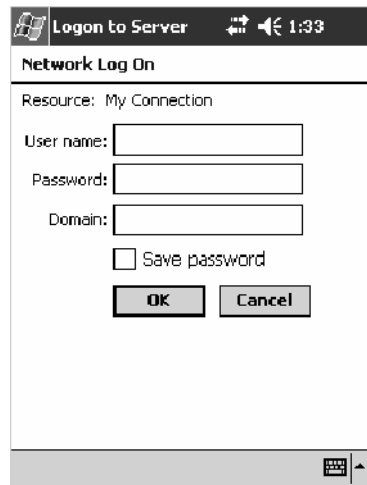 Logon to Server 1:33
Network Log On
Resource: My Connection
User name:
Password:
Domain:
Save password
OK Cancel